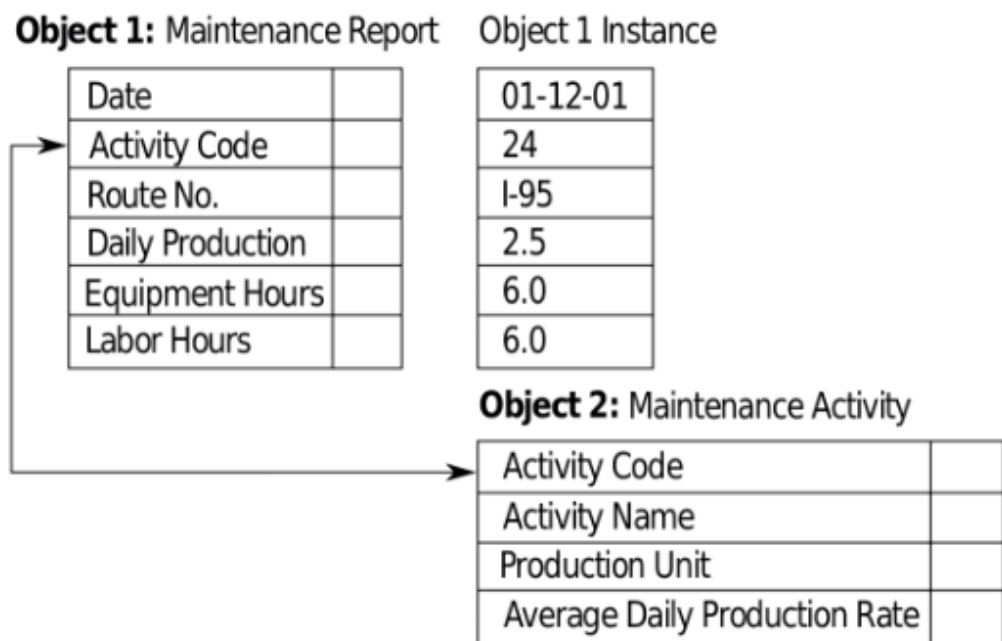 Object 1: Maintenance Report Object 1 Instance
Date 01-12-01
Activity Code 24
Route No. I-95
Daily Production 2.5
Equipment Hours 6.0
Labor Hours 6.0
Object 2: Maintenance Activity
Activity Code
Activity Name
Production Unit
Average Daily Production Rate